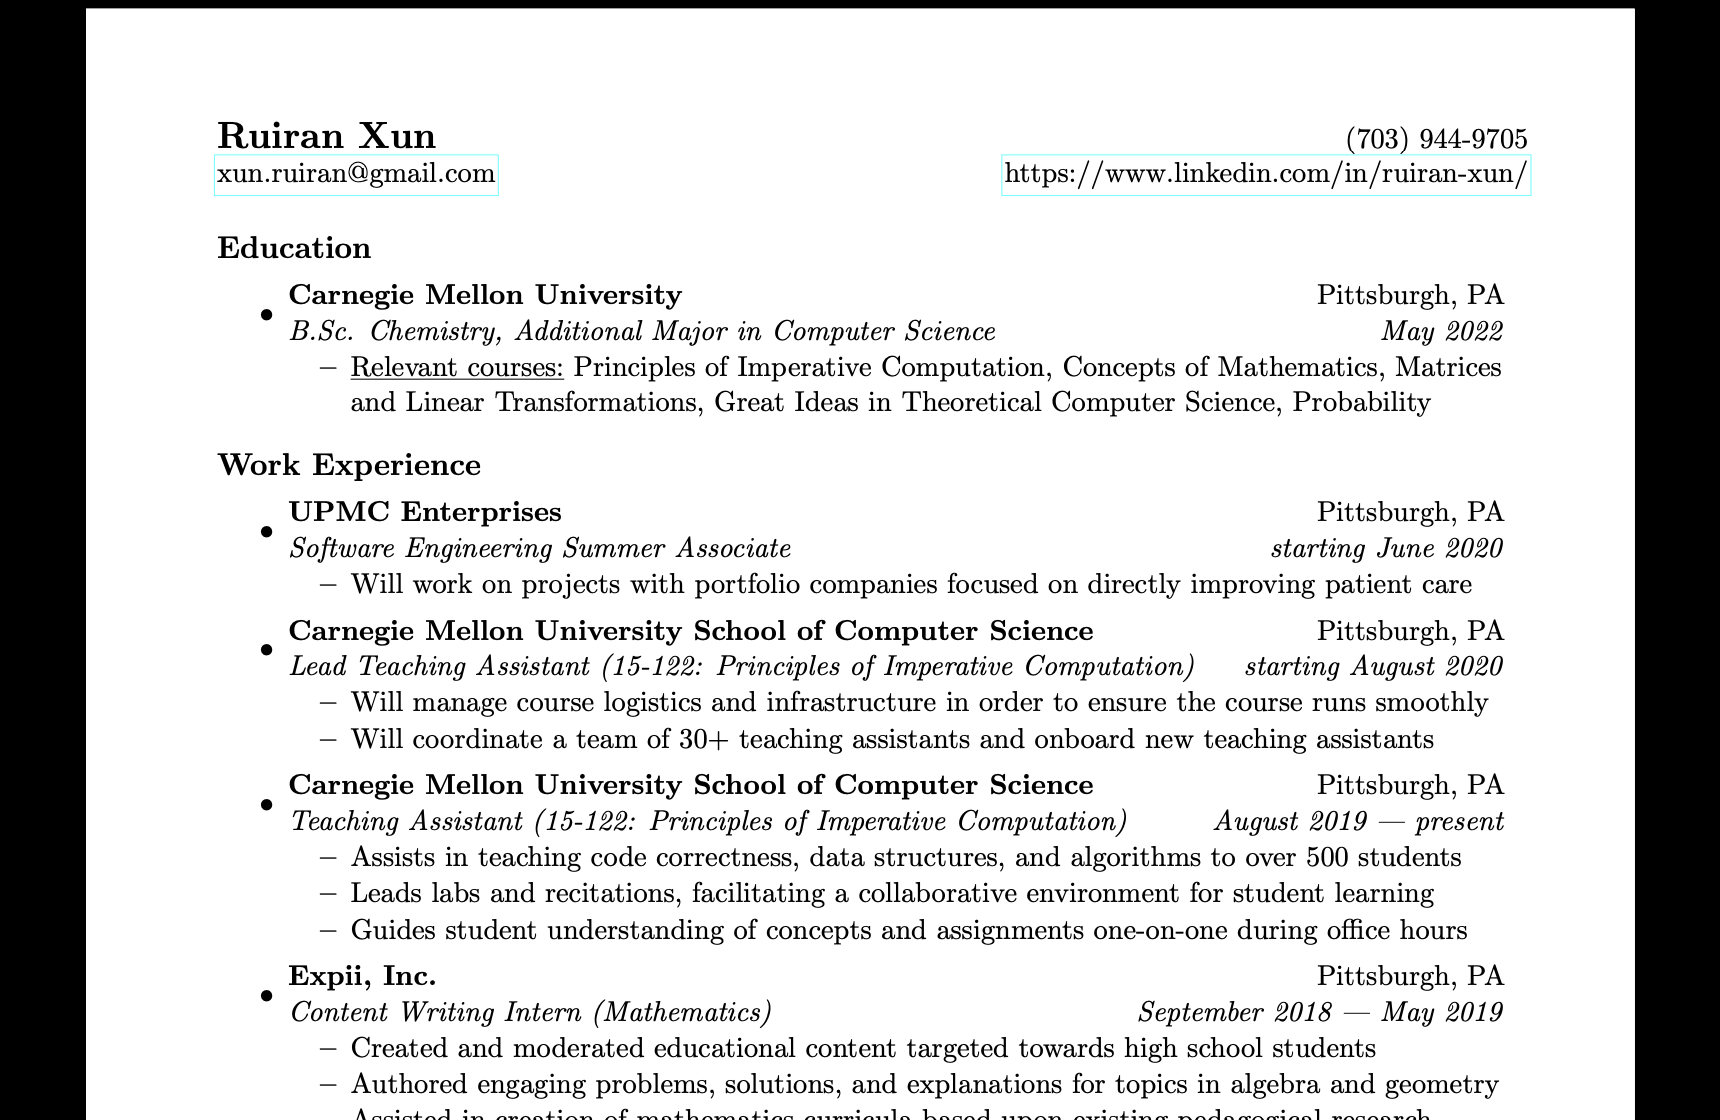 Ruiran Xun (703) 944-9705
xun.ruiran@gmail.com https://www.linkedin.com/in/ruiran-xun/
Education
• Carnegie Mellon University Pittsburgh, PA
B.Sc. Chemistry, Additional Major in Computer Science May 2022
– Relevant courses: Principles of Imperative Computation, Concepts of Mathematics, Matrices
and Linear Transformations, Great Ideas in Theoretical Computer Science, Probability
Work Experience
• UPMC Enterprises Pittsburgh, PA
Software Engineering Summer Associate starting June 2020
– Will work on projects with portfolio companies focused on directly improving patient care
• Carnegie Mellon University School of Computer Science Pittsburgh, PA
Lead Teaching Assistant (15-122: Principles of Imperative Computation) starting August 2020
– Will manage course logistics and infrastructure in order to ensure the course runs smoothly
– Will coordinate a team of 30+ teaching assistants and onboard new teaching assistants
• Carnegie Mellon University School of Computer Science Pittsburgh, PA
Teaching Assistant (15-122: Principles of Imperative Computation) August 2019 — present
– Assists in teaching code correctness, data structures, and algorithms to over 500 students
– Leads labs and recitations, facilitating a collaborative environment for student learning
– Guides student understanding of concepts and assignments one-on-one during office hours
• Expii, Inc. Pittsburgh, PA
Content Writing Intern (Mathematics) September 2018 — May 2019
– Created and moderated educational content targeted towards high school students
– Authored engaging problems, solutions, and explanations for topics in algebra and geometry
Assisted in creation of mathematics curricula based upon existing pedagogical research